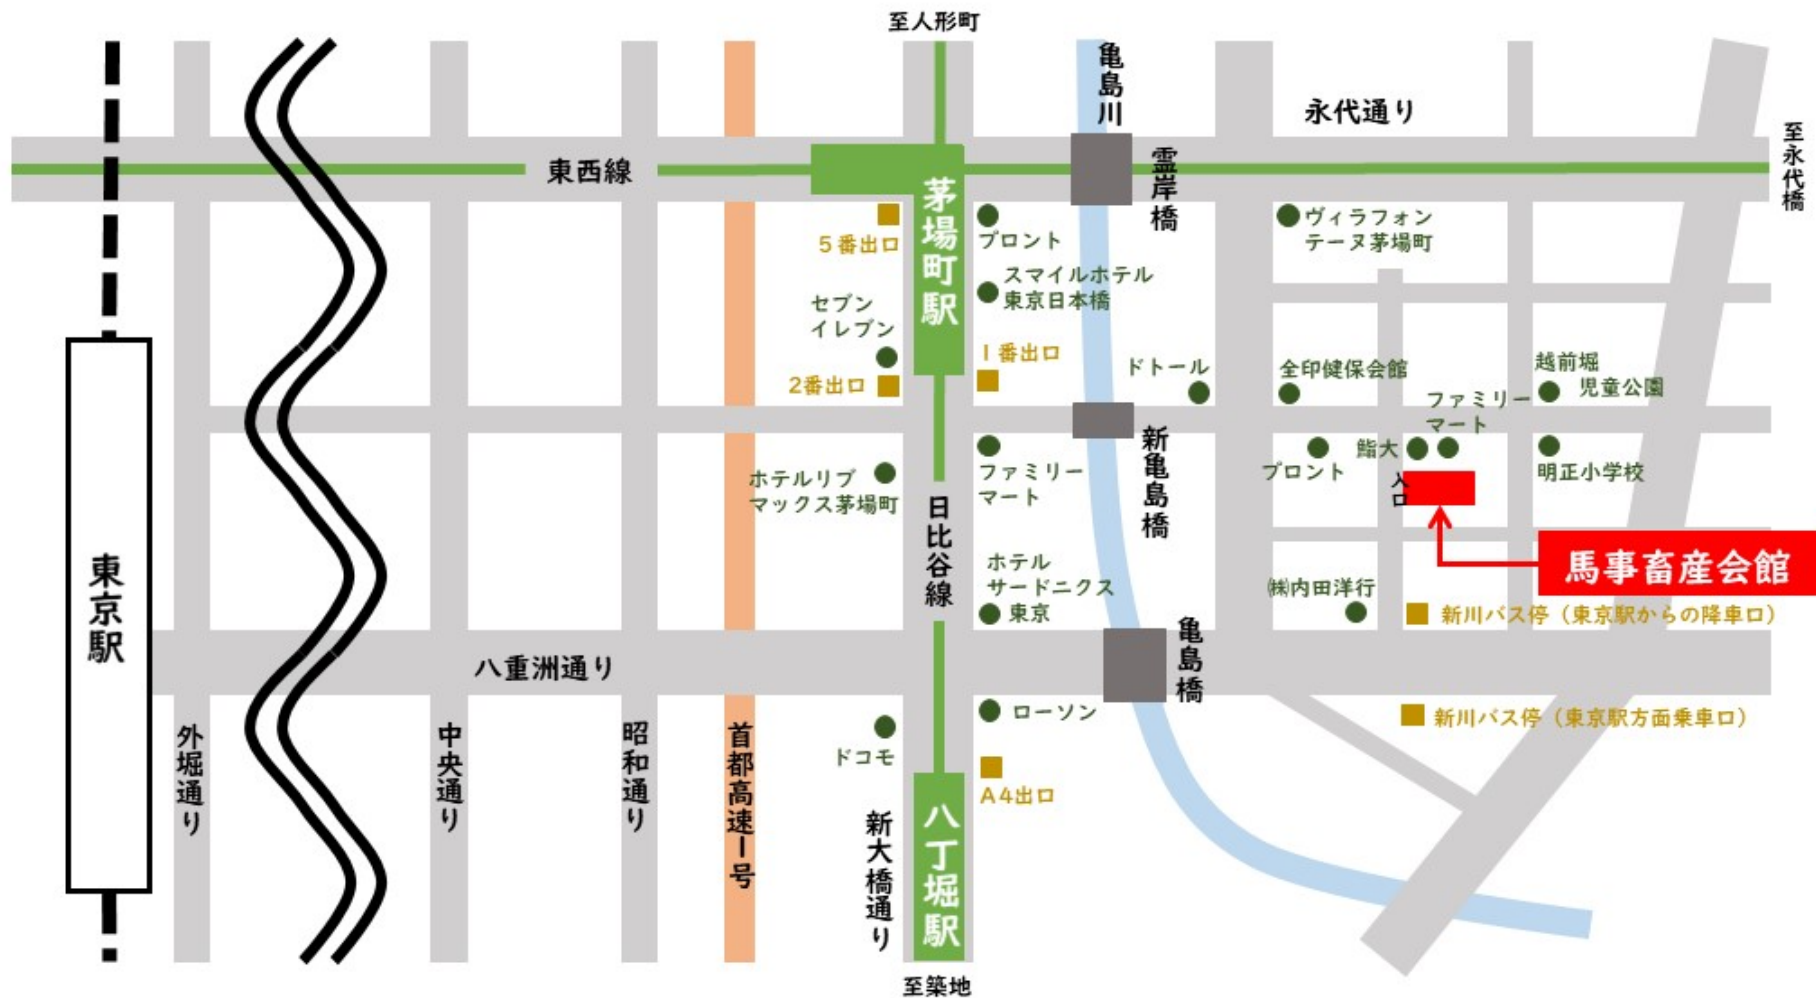 至人形町
亀島川
永代通り
至永代橋
東西線
茅場町駅
霊岸橋
5番出口
プロント
ヴィラフォン
テーヌ茅場町
スマイルホテル
東京日本橋
セブン
イレブン
1番出口
2番出口
ドトール
全印健保会館
越前堀
児童公園
ファミリー
マート
新亀島橋
プロント
鮨大
明正小学校
入口
ホテルリブ
マックス茅場町
ファミリー
マート
日比谷線
馬事畜産会館
東京駅
ホテル
サードニクス
東京
㈱内田洋行
新川バス停（東京駅からの降車口）
八重洲通り
亀島橋
ローソン
新川バス停（東京駅方面乗車口）
外堀通り
中央通り
昭和通り
首都高速1号
ドコモ
A4出口
新大橋通り
八丁堀駅
至築地